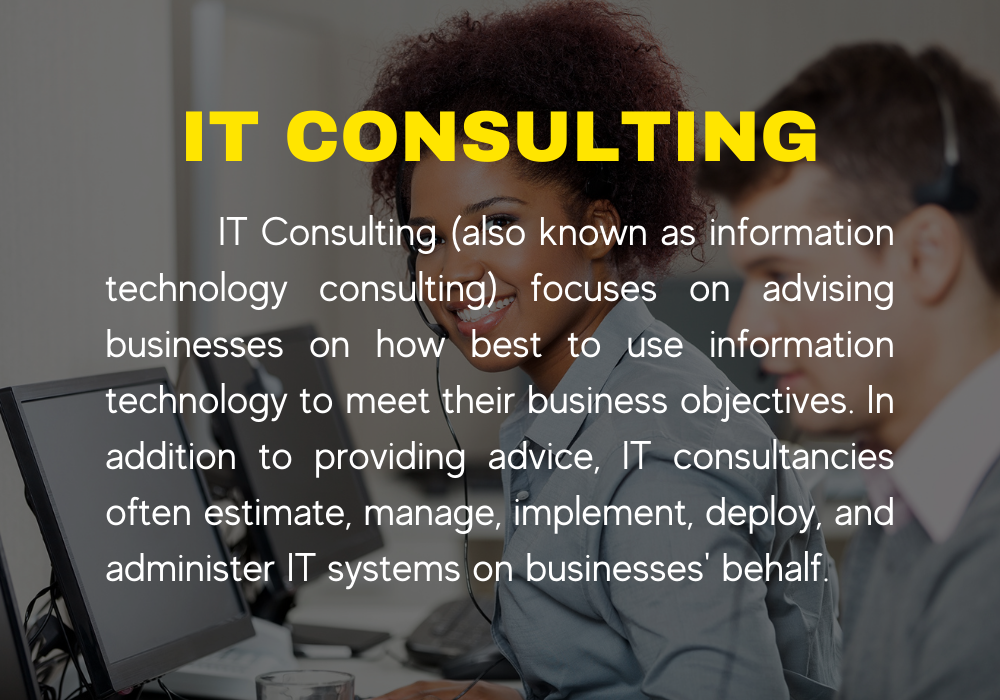 IT CONSULTING
IT Consulting (also known as information
technology consulting) focuses on advising
businesses on how best to use information
technology to meet their business objectives. In
addition to providing advice, IT consultancies
often estimate, manage, implement, deploy, and
administer IT systems on businesses' behalf.